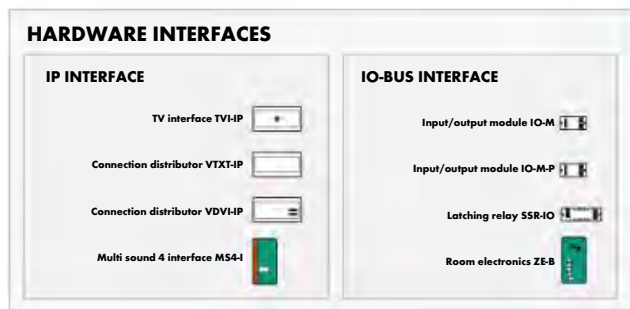 HARDWARE INTERFACES
IP INTERFACE
TV interface TVI-IP
Connection distributor VTXT-IP
Connection distributor VDVI-IP
Multi sound 4 interface MS4-I
IO-BUS INTERFACE
Input/output module IO-M
Input/output module IO-M-P
Latching relay SSR-IO
Room electronics ZE-B